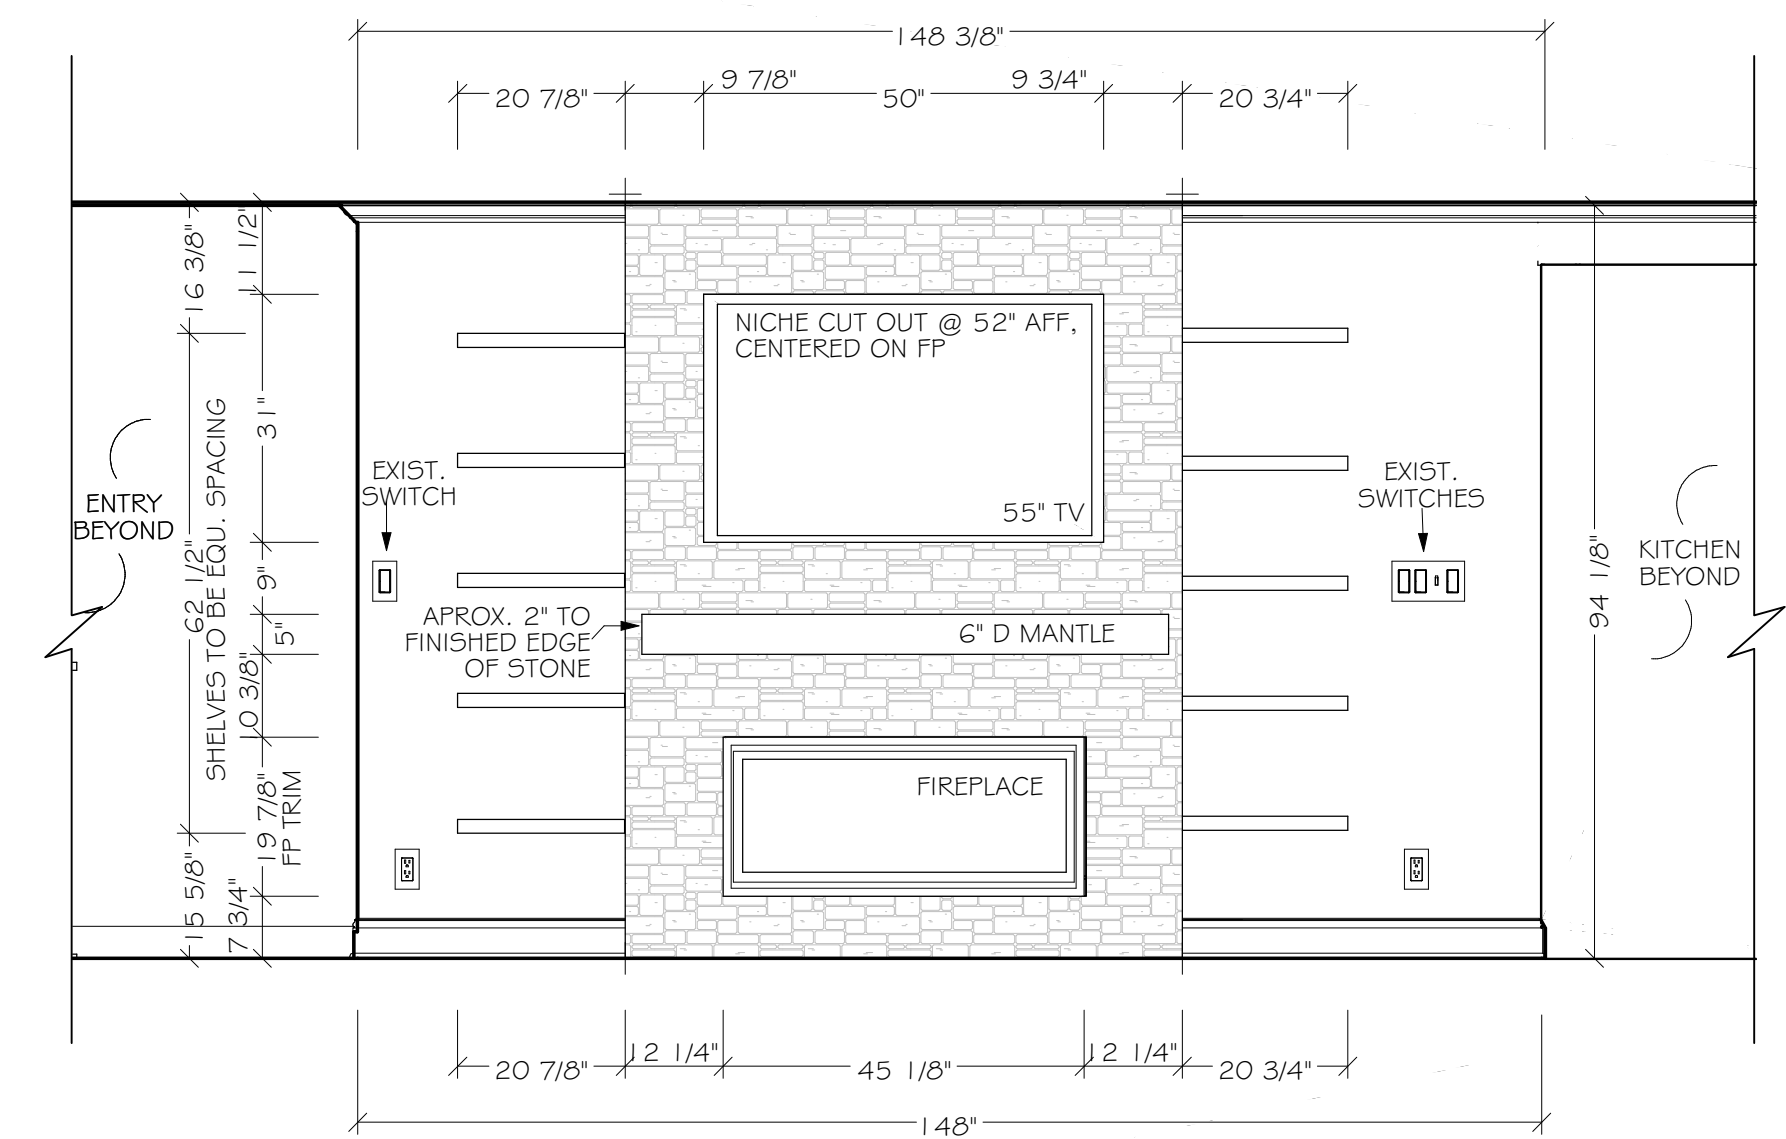 148 3/8"
9 7/8"
9 3/4"
20 7/8"
50"
20 3/4"
16 3/8"
11 1/2"
NICHE CUT OUT @ 52" AFF,
CENTERED ON FP
31"
SHELVES TO BE EQU. SPACING
62 1/2"
EXIST.
SWITCH
ENTRY
BEYOND
55" TV
EXIST.
SWITCHES
KITCHEN
BEYOND
94 1/8"
9"
5"
APROX. 2" TO
FINISHED EDGE
OF STONE
6" D MANTLE
10 3/8"
19 7/8"
FP TRIM
FIREPLACE
15 5/8"
7 3/4"
12 1/4"
12 1/4"
20 7/8"
45 1/8"
20 3/4"
148"